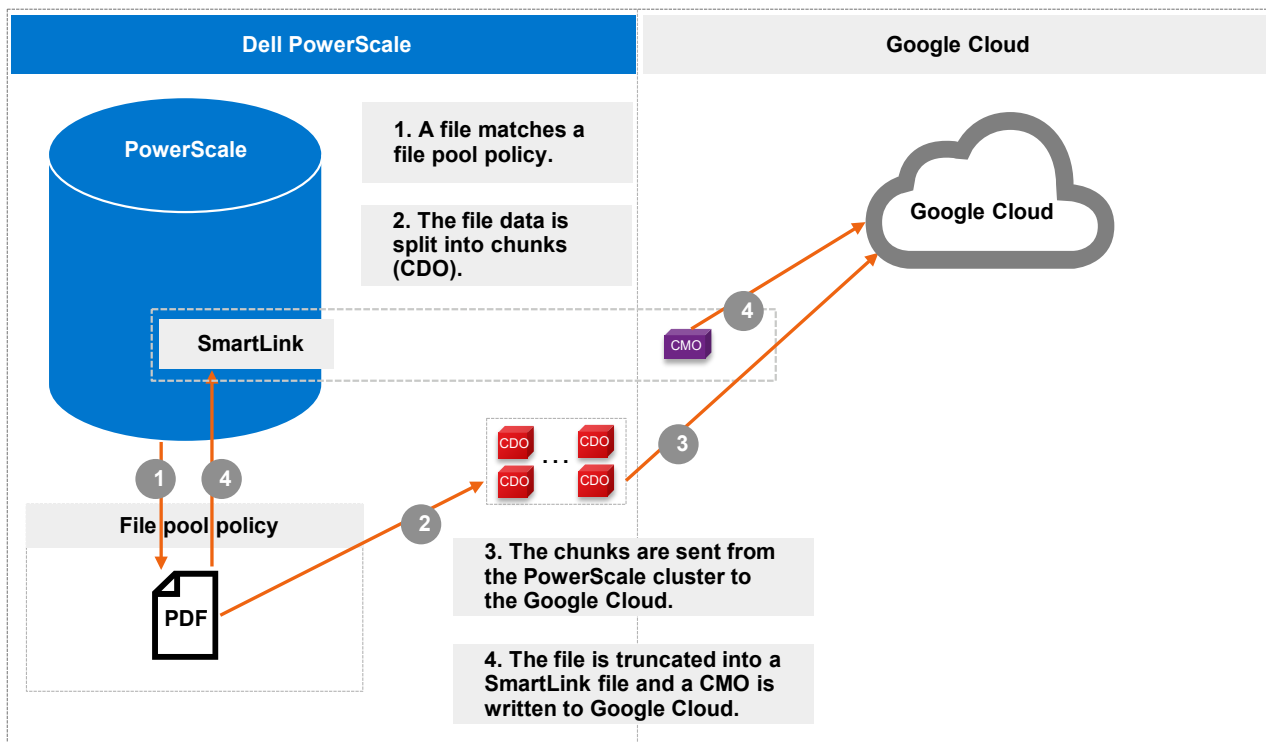 Dell PowerScale
Google Cloud
PowerScale
1. A file matches a
file pool policy.
2. The file data is
split into chunks
(CDO).
Google Cloud
SmartLink
4
CMO
3
CDO
CDO
...
CDO
CDO
1
4
2
File pool policy
PDF
3. The chunks are sent from
the PowerScale cluster to
the Google Cloud.
4. The file is truncated into a
SmartLink file and a CMO is
written to Google Cloud.